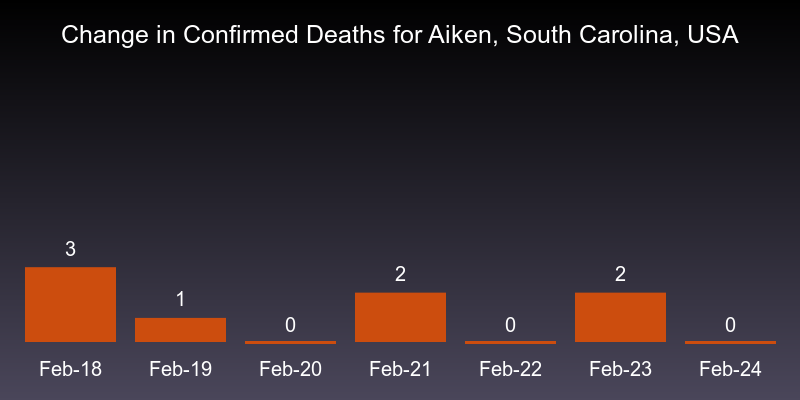 Change in Confirmed Deaths for Aiken, South Carolina, USA
3
1
0
2
0
2
0
Feb-18
Feb-19
Feb-20
Feb-21
Feb-22
Feb-23
Feb-24